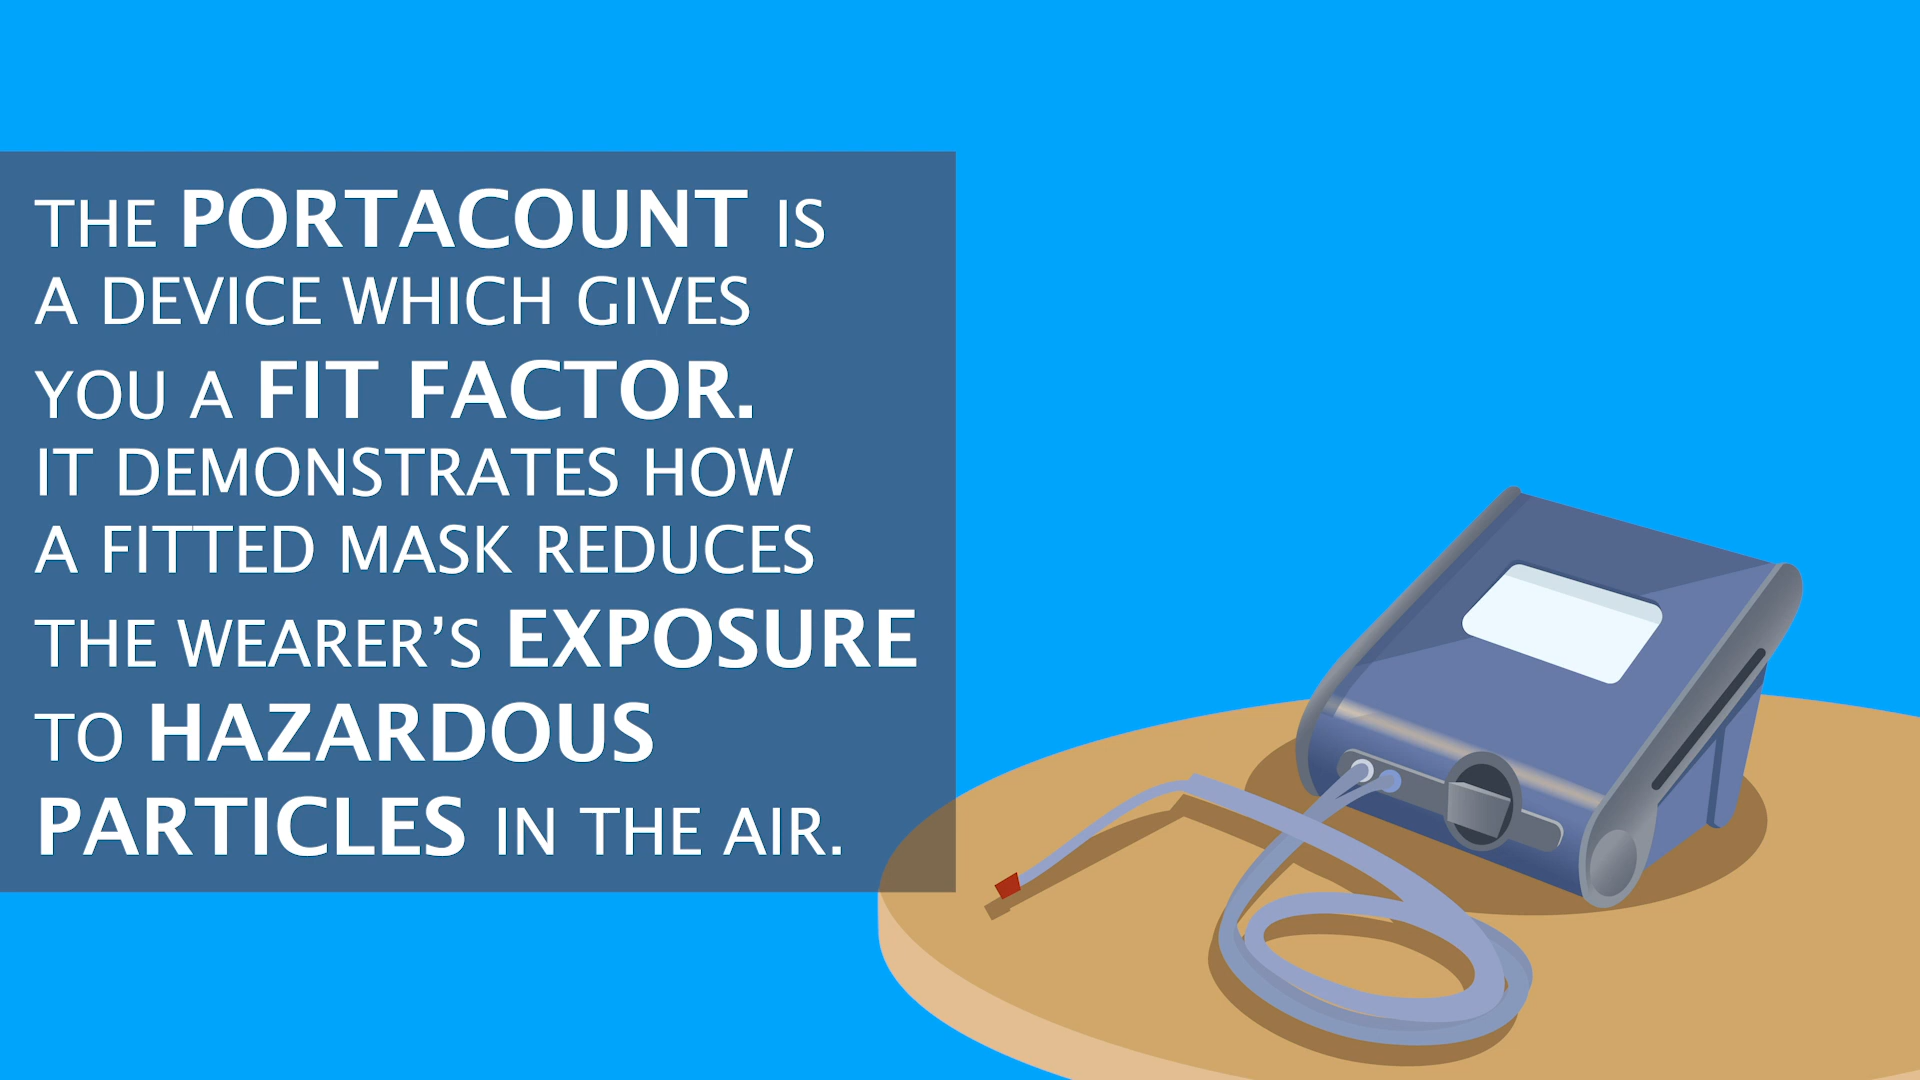 THE PORTACOUNT IS
A DEVICE WHICH GIVES
YOU A FIT FACTOR.
IT DEMONSTRATES HOW
A FITTED MASK REDUCES
THE WEARER’S EXPOSURE
TO HAZARDOUS
PARTICLES IN THE AIR.